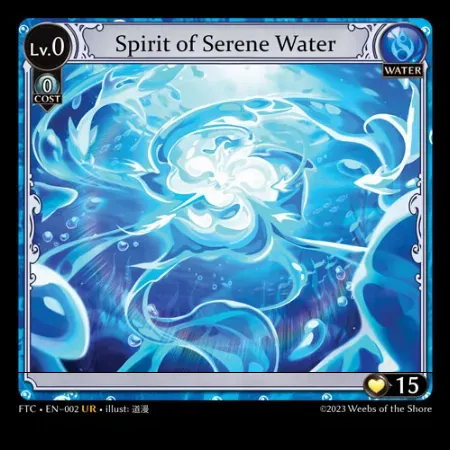 Lv.0
Spirit of Serene Water
WATER
0
COST
15
FTC • EN-002 UR • illust: 道漫
©2023 Weebs of the Shore